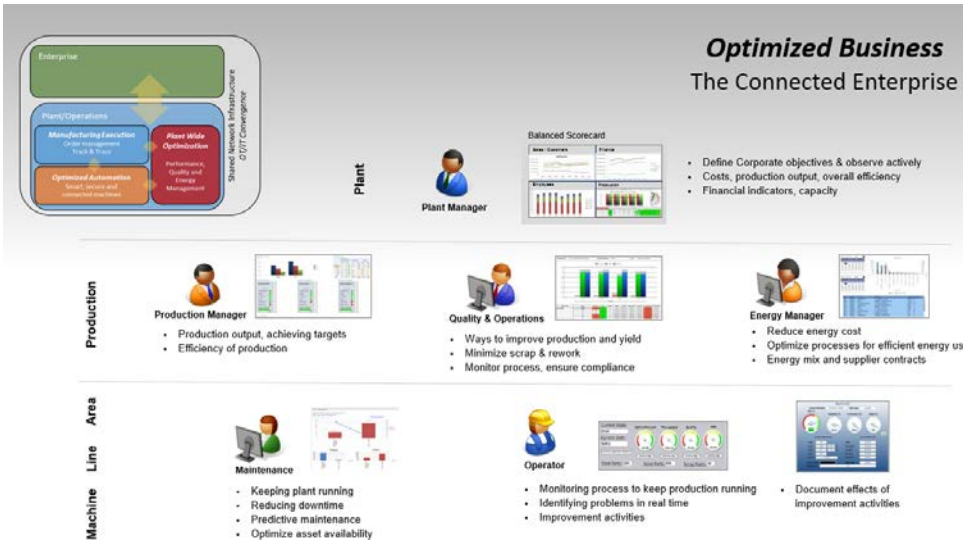 Optimized Business
The Connected Enterprise
Enterprise
Plant/Operations
Manufacturing Execution
Order management
Track & Trace
Optimized Automation
Smart, secure and
connected machines
Plant Wide
Optimization
Performance,
Quality and
Energy
Management
Shared Network Infrastructure
OT/IT Convergence
Plant
Plant Manager
Balanced Scorecard
• Define Corporate objectives & observe actively
• Costs, production output, overall efficiency
• Financial indicators, capacity
Production
Production Manager
• Production output, achieving targets
• Efficiency of production
Quality & Operations
• Ways to improve production and yield
• Minimize scrap & rework
• Monitor process, ensure compliance
Energy Manager
• Reduce energy cost
• Optimize processes for efficient energy us
• Energy mix and supplier contracts
Area
Line
Machine
Maintenance
- Keeping plant running
- Reducing downtime
- Predictive maintenance
- Optimize asset availability
Operator
• Monitoring process to keep production running
• Identifying problems in real time
• Improvement activities
• Document effects of
improvement activities